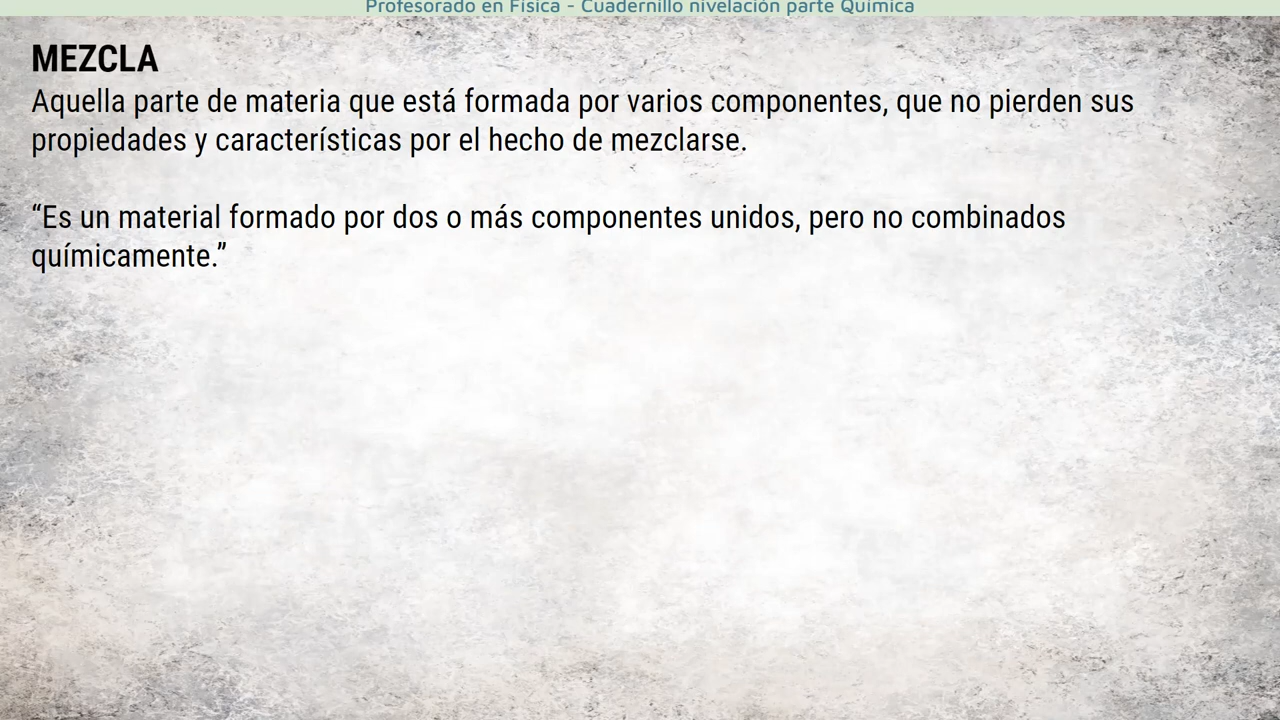 Profesorado en Física - Cuadernillo nivelación parte Química
MEZCLA
Aquella parte de materia que está formada por varios componentes, que no pierden sus
propiedades y características por el hecho de mezclarse.
“Es un material formado por dos o más componentes unidos, pero no combinados
químicamente.”